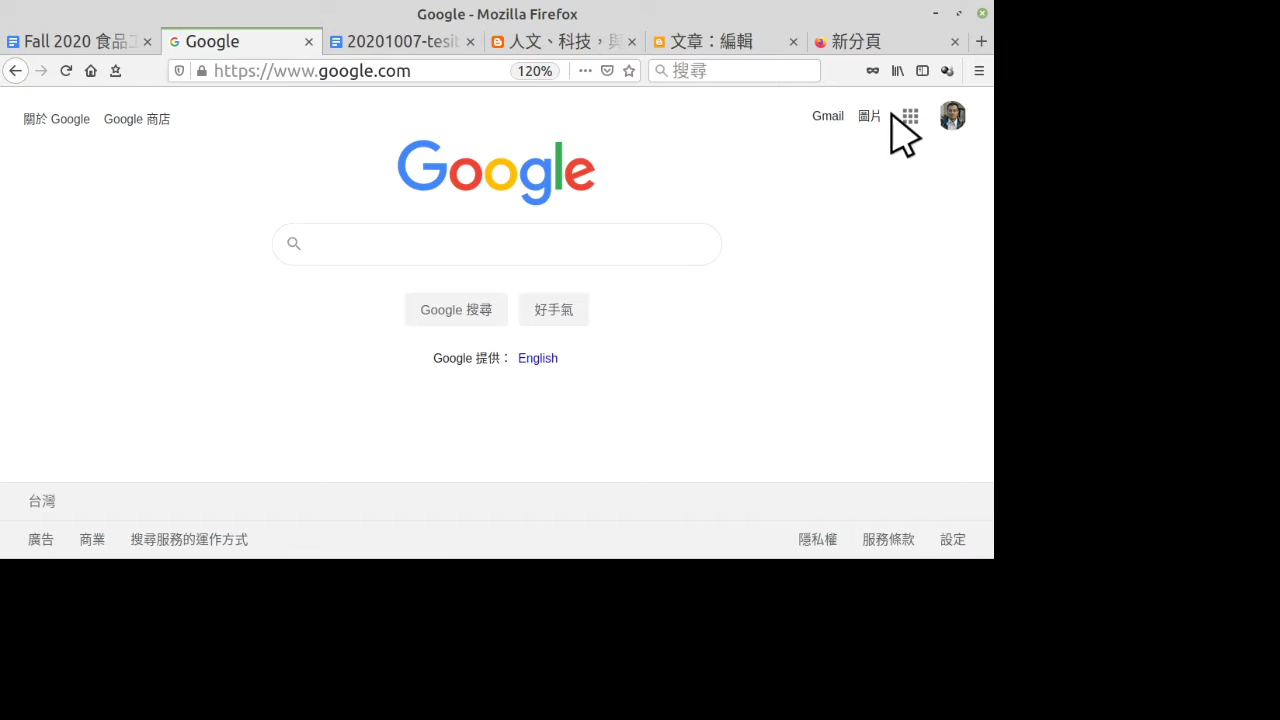 Google - Mozilla Firefox
Fall 2020 食品
Google
20201007-tesit
人文、科技，與
文章：編輯
新分頁
https://www.google.com
120%
搜尋
關於 Google
Google 商店
Gmail
圖片
Google
Google 搜尋
好手氣
Google 提供： English
台灣
廣告
商業
搜尋服務的運作方式
隱私權
服務條款
設定